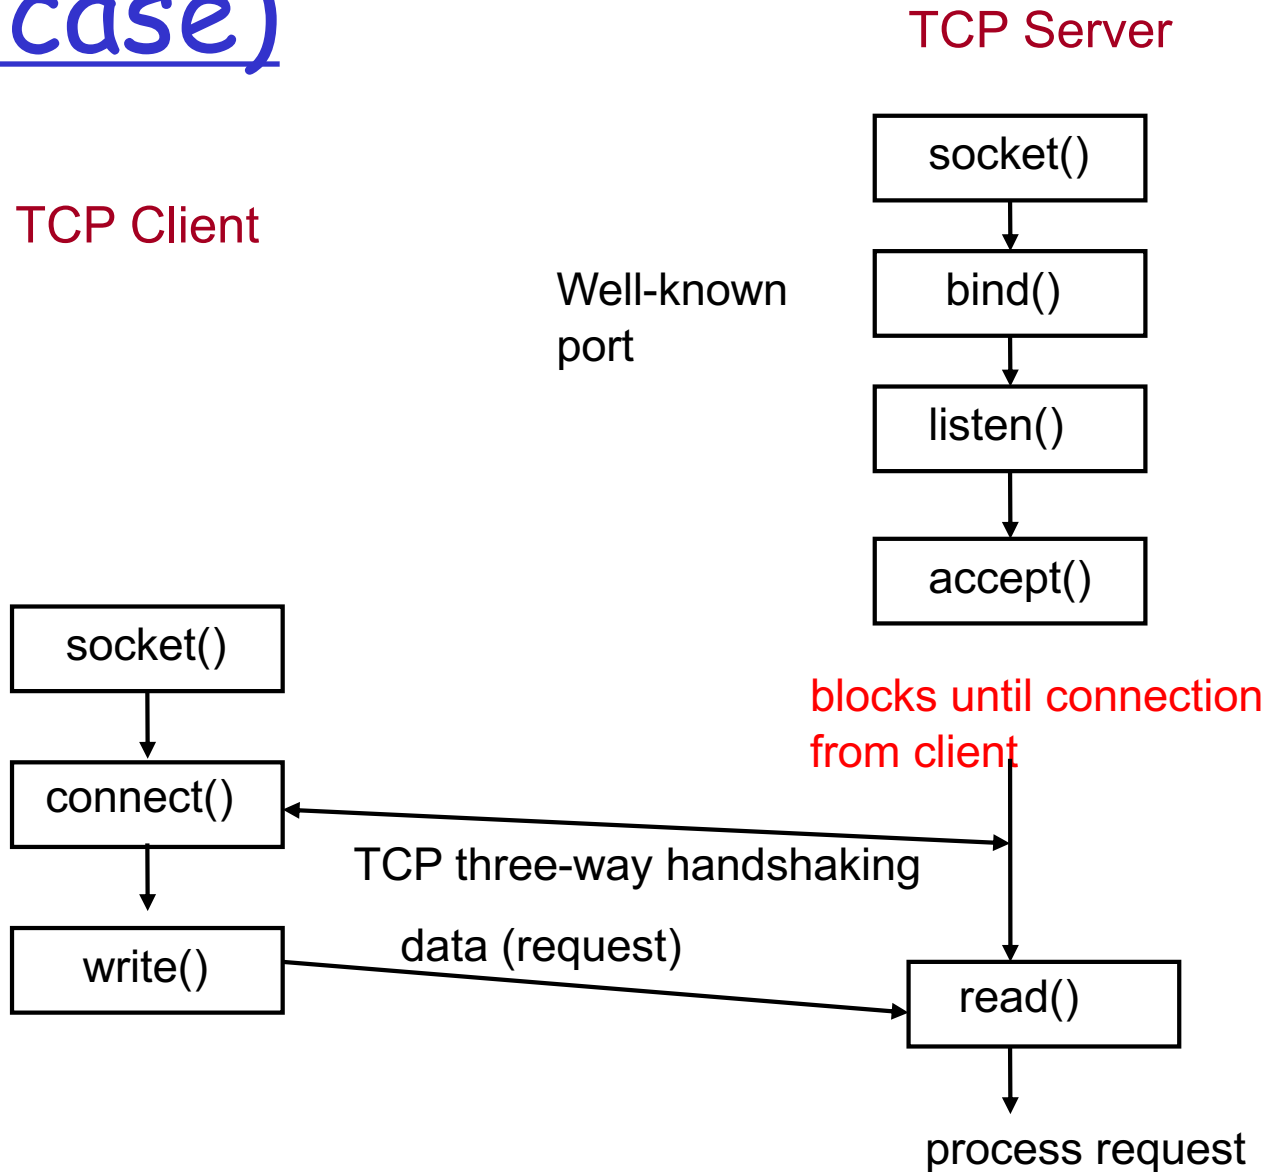 case)
TCP Server
socket()
TCP Client
Well-known
port
bind()
listen()
accept()
socket()
blocks until connection
from client
connect()
TCP three-way handshaking
data (request)
write()
read()
process request